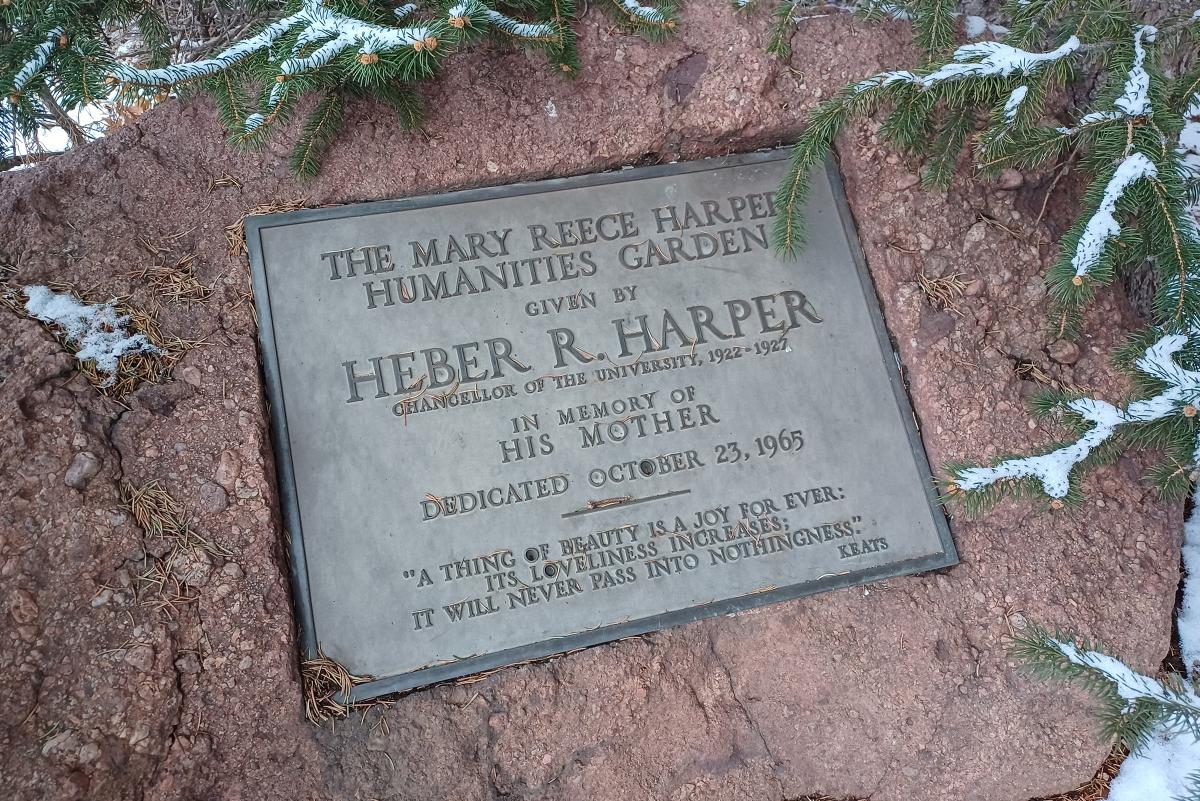 THE MARY REECE HARPER
HUMANITIES GARDEN
GIVEN BY
HEBER R. HARPER
CHANCELLOR OF THE UNIVERSITY, 1922-1927
IN MEMORY OF
HIS MOTHER
DEDICATED OCTOBER 23, 1965
"A THING OF BEAUTY IS A JOY FOR EVER:
ITS LOVELINESS INCREASES;
IT WILL NEVER PASS INTO NOTHINGNESS".
KEATS